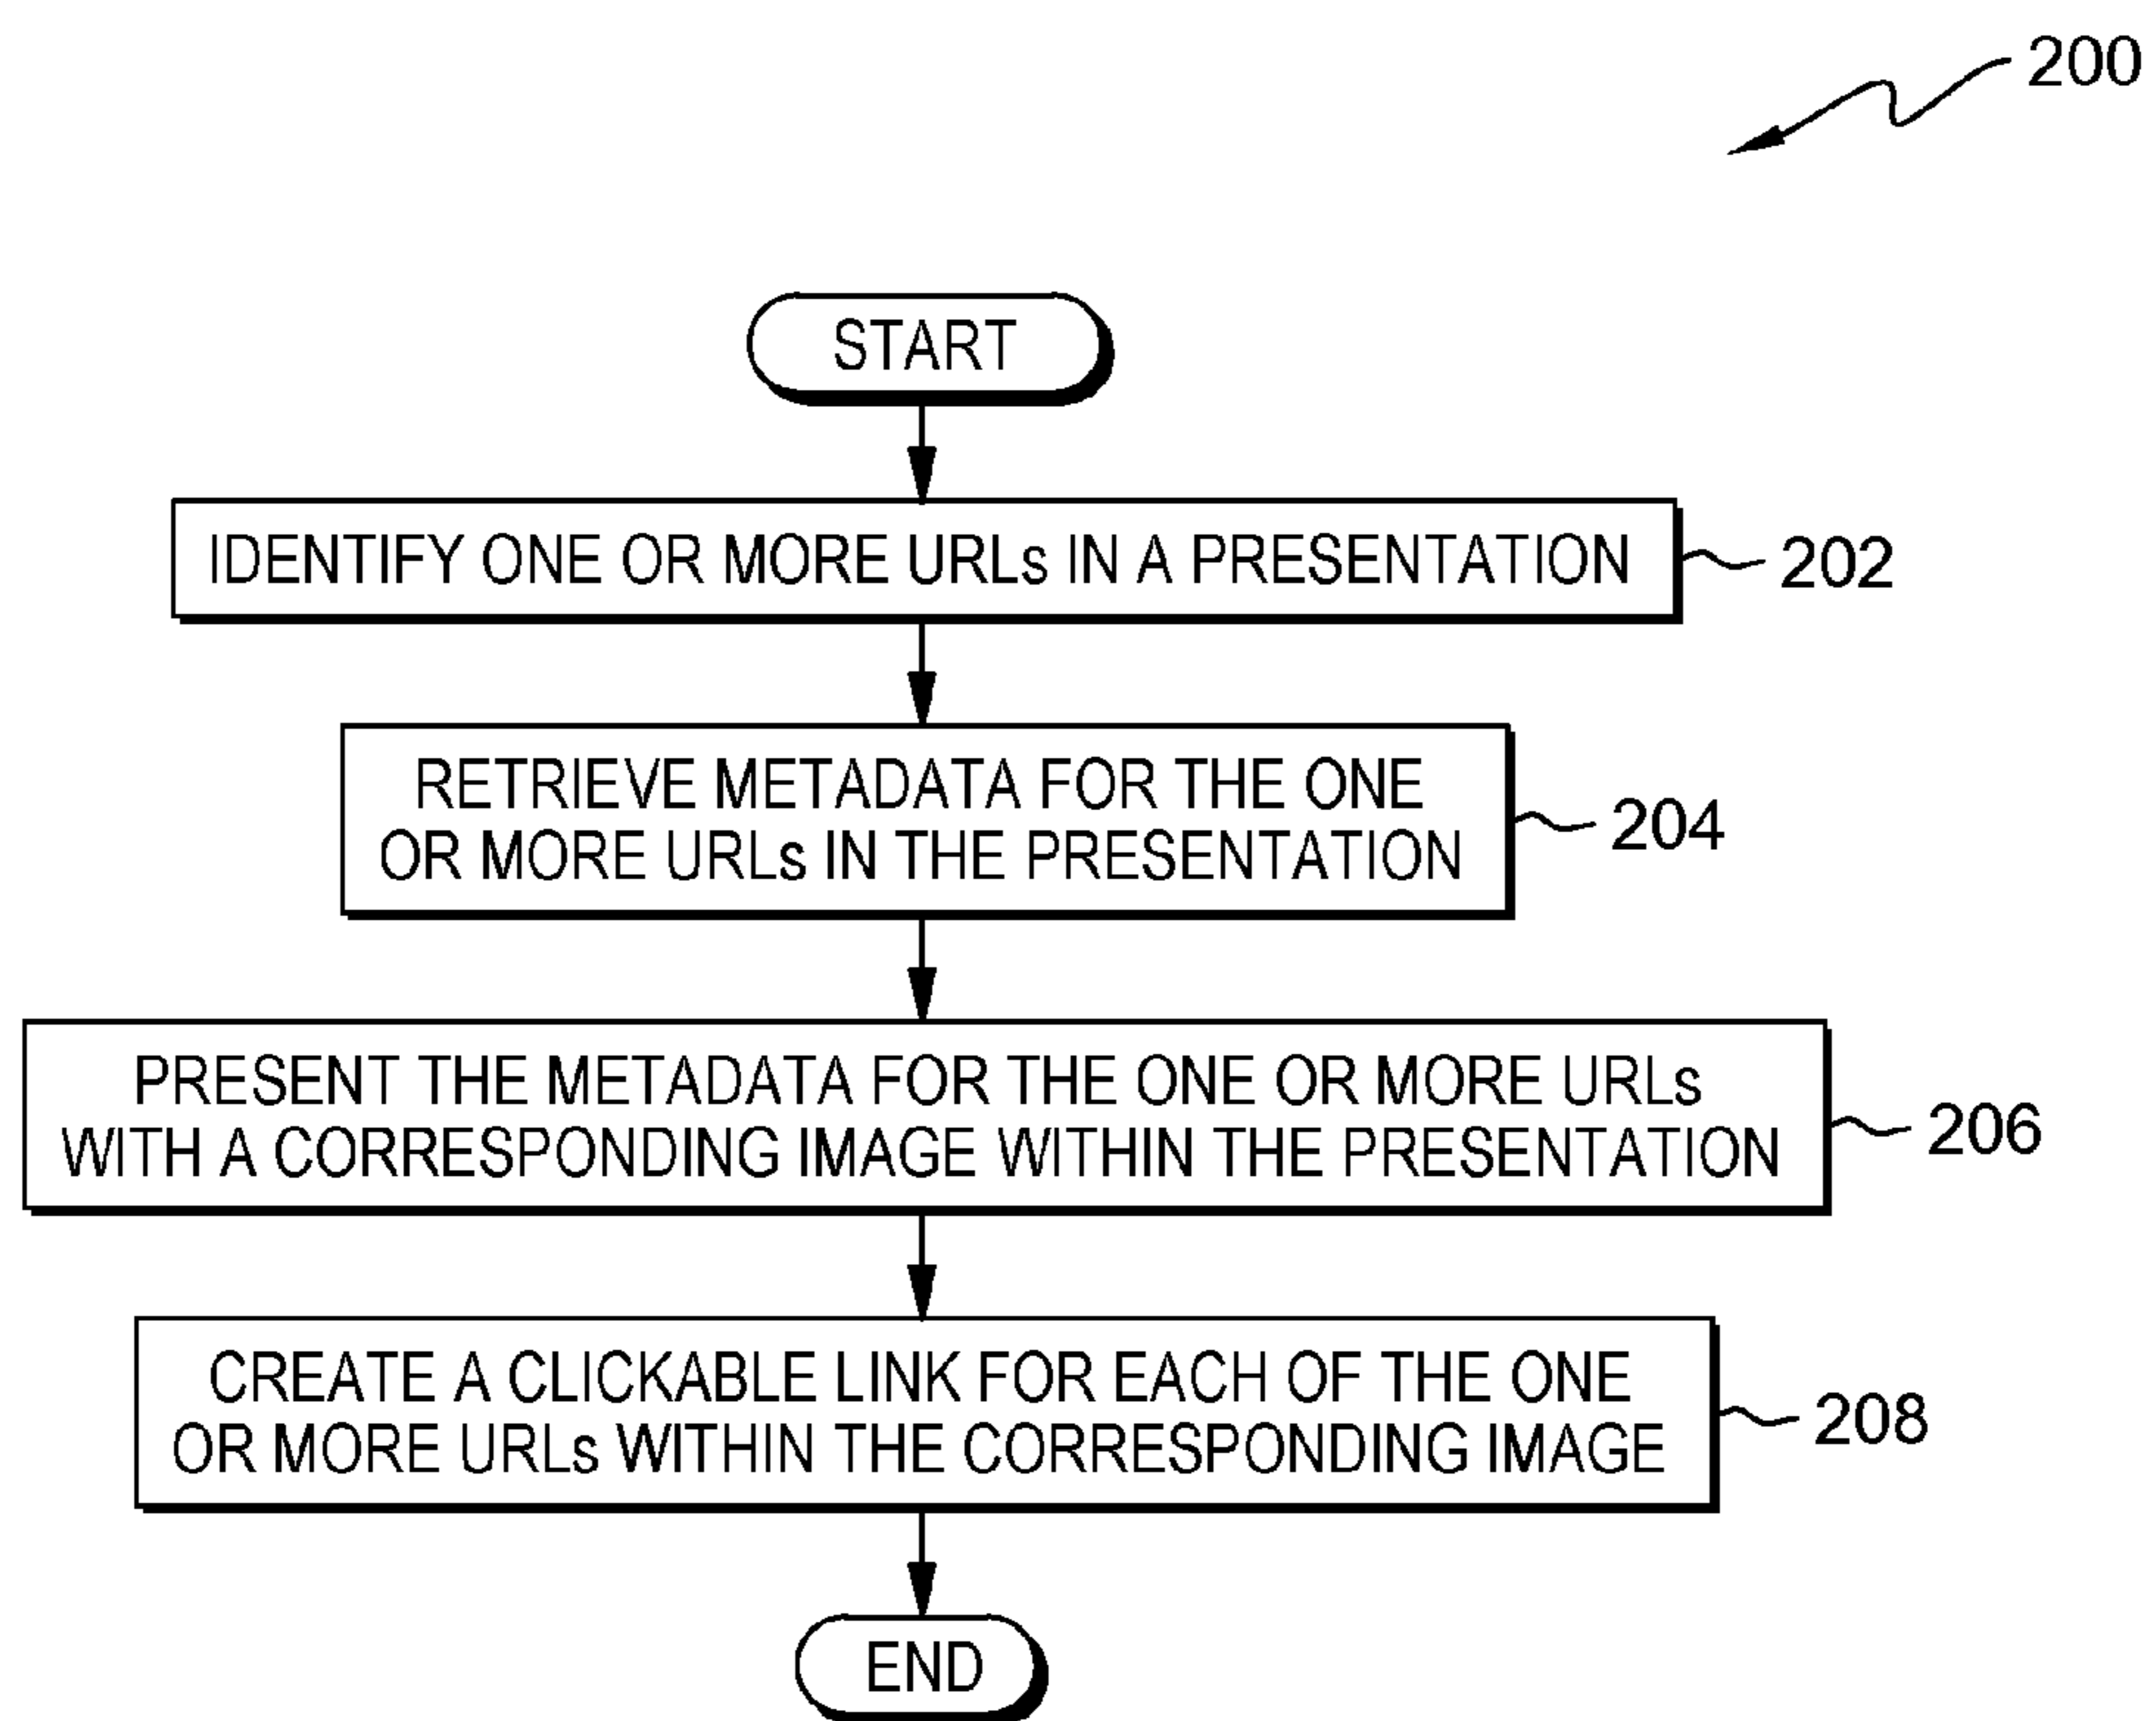 200
START
IDENTIFY ONE OR MORE URLs IN A PRESENTATION
202
RETRIEVE METADATA FOR THE ONE
OR MORE URLs IN THE PRESENTATION
204
PRESENT THE METADATA FOR THE ONE OR MORE URLs
WITH A CORRESPONDING IMAGE WITHIN THE PRESENTATION
206
CREATE A CLICKABLE LINK FOR EACH OF THE ONE
OR MORE URLs WITHIN THE CORRESPONDING IMAGE
208
END